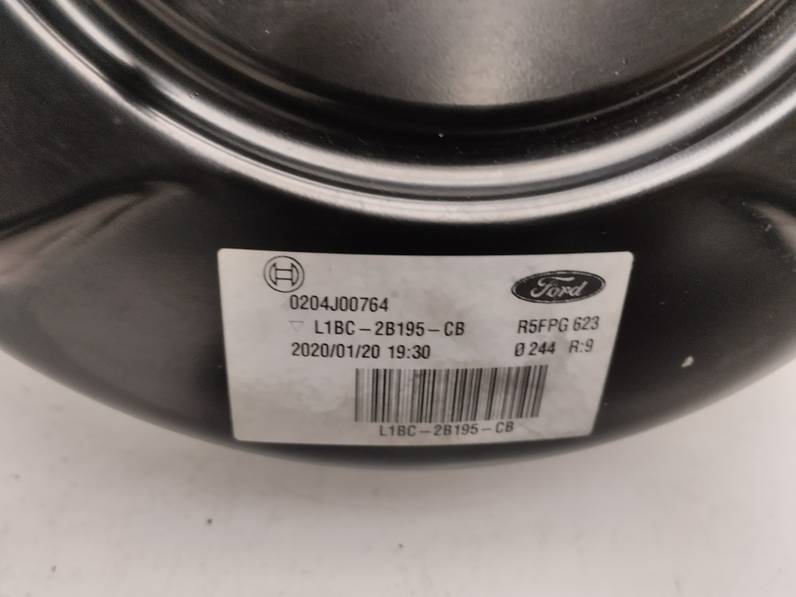 0204J00764
Ford
▽ L1BC-2B195-CB R5FPG 623
2020/01/20 19:30 Ø 244 R:9
L1BC-2B195-CB